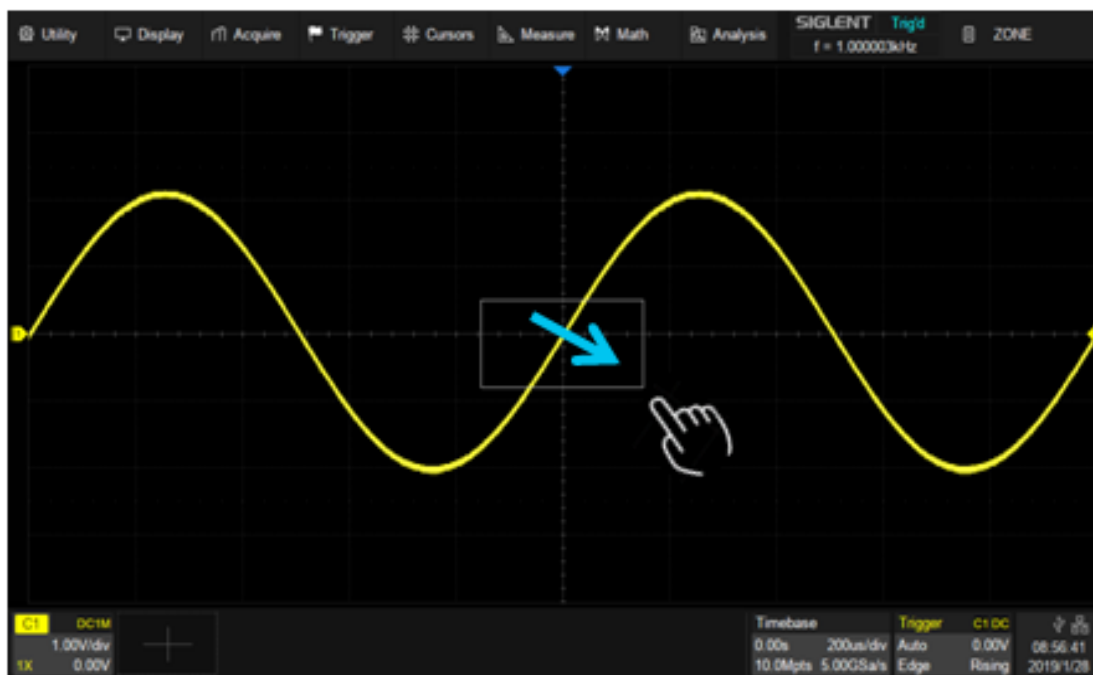 Utility Display Acquire Trigger Cursors Measure Math Analysis SIGLENT Trig'd ZONE
f = 1.000003kHz
C1 DC1M
1.00V/div
1X 0.00V
Timebase
0.00s 200us/div
10.0Mpts 5.00GSa/s
Trigger C1 DC
Auto 0.00V
Edge Rising
08:56:41
2019/1/28